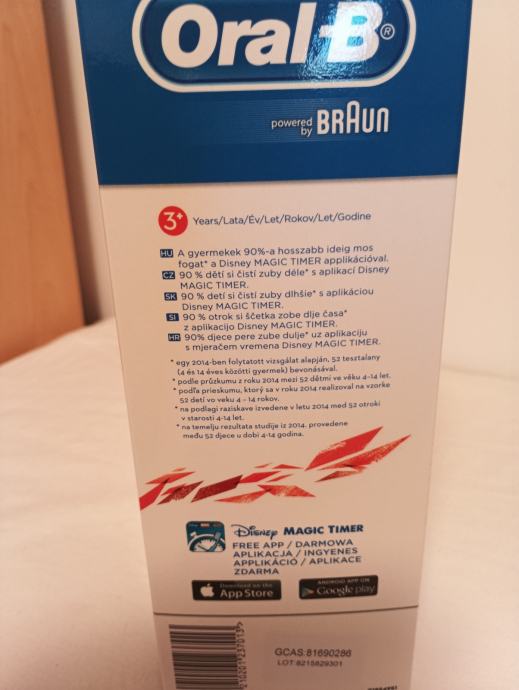 Oral-B®
powered by BRAUN
3+ Years/Lata/Év/Let/Rokov/Let/Godine
HU A gyermekek 90%-a hosszabb ideig mos
fogat* a Disney MAGIC TIMER applikációval.
CZ 90 % dětí si čistí zuby déle* s aplikací Disney
MAGIC TIMER.
SK 90 % detí si čistí zuby dlhšie* s aplikáciou
Disney MAGIC TIMER.
SI 90 % otrok si ščetka zobe dlje časa*
z aplikacijo Disney MAGIC TIMER.
HR 90% djece pere zube dulje* uz aplikaciju
s mjeračem vremena Disney MAGIC TIMER.
* egy 2014-ben folytatott vizsgálat alapján, 52 tesztalany
(4 és 14 éves közötti gyermek) bevonásával.
* podle průzkumu z roku 2014 mezi 52 dětmi ve věku 4-14 let.
* podľa prieskumu, ktorý sa v roku 2014 realizoval na vzorke
52 detí vo veku 4 - 14 rokov.
* na podlagi raziskave izvedene v letu 2014 med 52 otroki
v starosti 4-14 let.
* na temelju rezultata studije iz 2014. provedene
među 52 djece u dobi 4-14 godina.
Disney MAGIC TIMER
FREE APP / DARMOWA
APLIKACJA / INGYENES
APPLIKÁCIÓ / APLIKACE
ZDARMA
Download on the
App Store
ANDROID APP ON
Google play
GCAS:81690286
LOT:8215829301